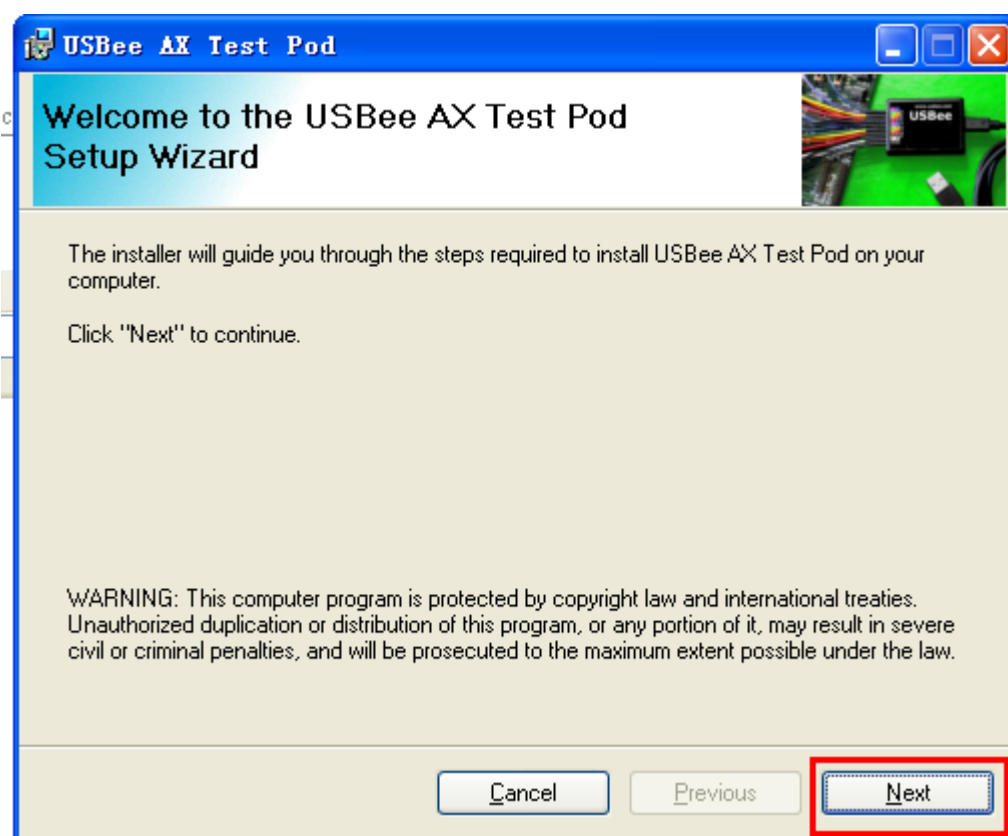 USBee AX Test Pod
Welcome to the USBee AX Test Pod
Setup Wizard
USBee
The installer will guide you through the steps required to install USBee AX Test Pod on your
computer.
Click "Next" to continue.
WARNING: This computer program is protected by copyright law and international treaties.
Unauthorized duplication or distribution of this program, or any portion of it, may result in severe
civil or criminal penalties, and will be prosecuted to the maximum extent possible under the law.
Cancel
Previous
Next